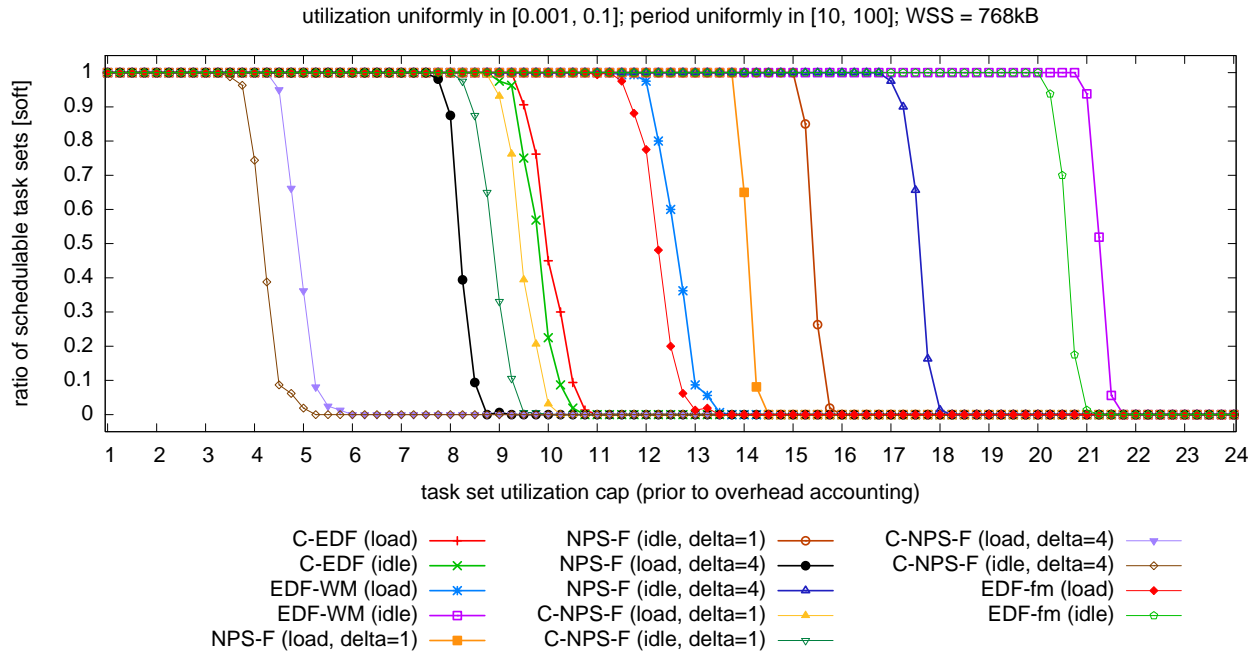 utilization uniformly in [0.001, 0.1]; period uniformly in [10, 100]; WSS = 768kB
ratio of schedulable task sets [soft]
1
0.9
0.8
0.7
0.6
0.5
0.4
0.3
0.2
0.1
0
1 2 3 4 5 6 7 8 9 10 11 12 13 14 15 16 17 18 19 20 21 22 23 24
task set utilization cap (prior to overhead accounting)
C-EDF (load)
C-EDF (idle)
EDF-WM (load)
EDF-WM (idle)
NPS-F (load, delta=1)
NPS-F (idle, delta=1)
NPS-F (load, delta=4)
NPS-F (idle, delta=4)
C-NPS-F (load, delta=1)
C-NPS-F (idle, delta=1)
C-NPS-F (load, delta=4)
C-NPS-F (idle, delta=4)
EDF-fm (load)
EDF-fm (idle)